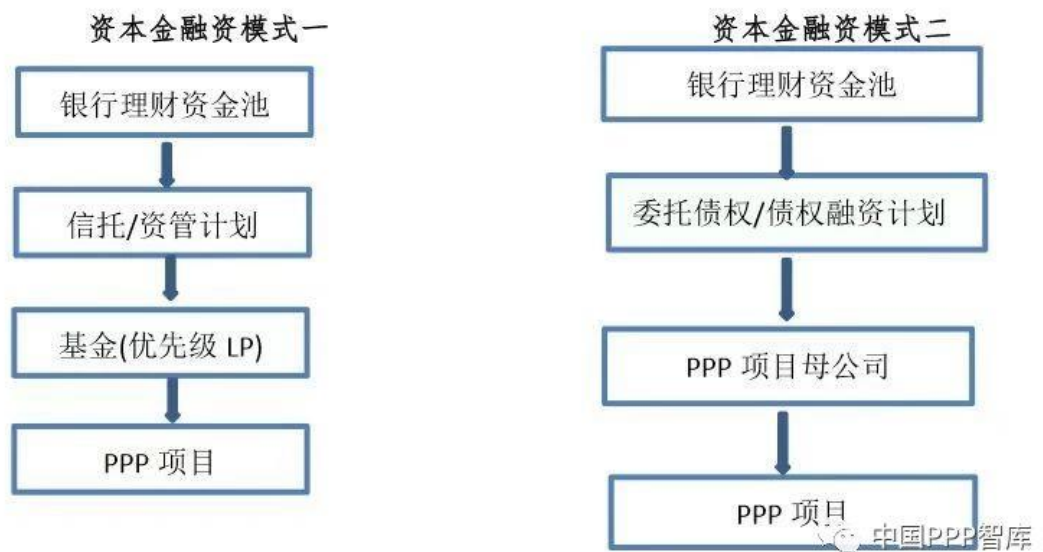 资本金融资模式一
银行理财资金池
信托/资管计划
基金(优先级 LP)
PPP 项目
资本金融资模式二
银行理财资金池
委托债权/债权融资计划
PPP 项目母公司
PPP 项目
中国PPP智库